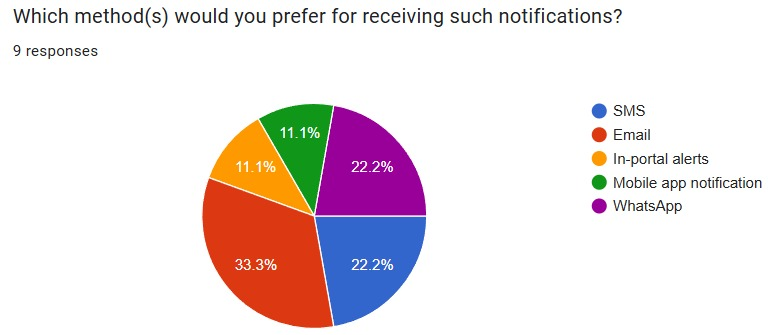 Which method(s) would you prefer for receiving such notifications?
9 responses
11.1%
11.1%
22.2%
33.3%
22.2%
SMS
Email
In-portal alerts
Mobile app notification
WhatsApp